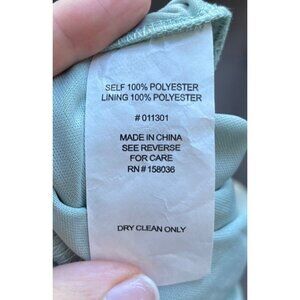 SELF 100% POLYESTER
LINING 100% POLYESTER
# 011301
MADE IN CHINA
SEE REVERSE
FOR CARE
RN # 158036
DRY CLEAN ONLY